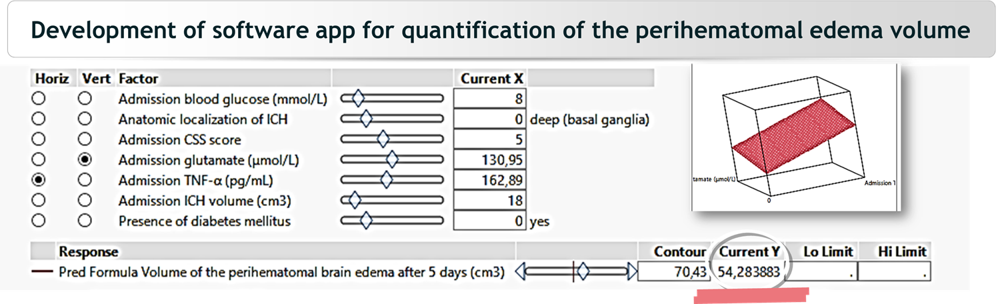 Development of software app for quantification of the perihematomal edema volume
Horiz Vert Factor Current X
Admission blood glucose (mmol/L) 8
Anatomic localization of ICH 0 deep (basal ganglia)
Admission CSS score 5
Admission glutamate (µmol/L) 130,95
Admission TNF-α (pg/mL) 162,89
Admission ICH volume (cm3) 18
Presence of diabetes mellitus 0 yes
tamate (µmol/L)
Admission 1
0
Response Contour Current Y Lo Limit Hi Limit
Pred Formula Volume of the perihematomal brain edema after 5 days (cm3) 70,43 54,283883 . .